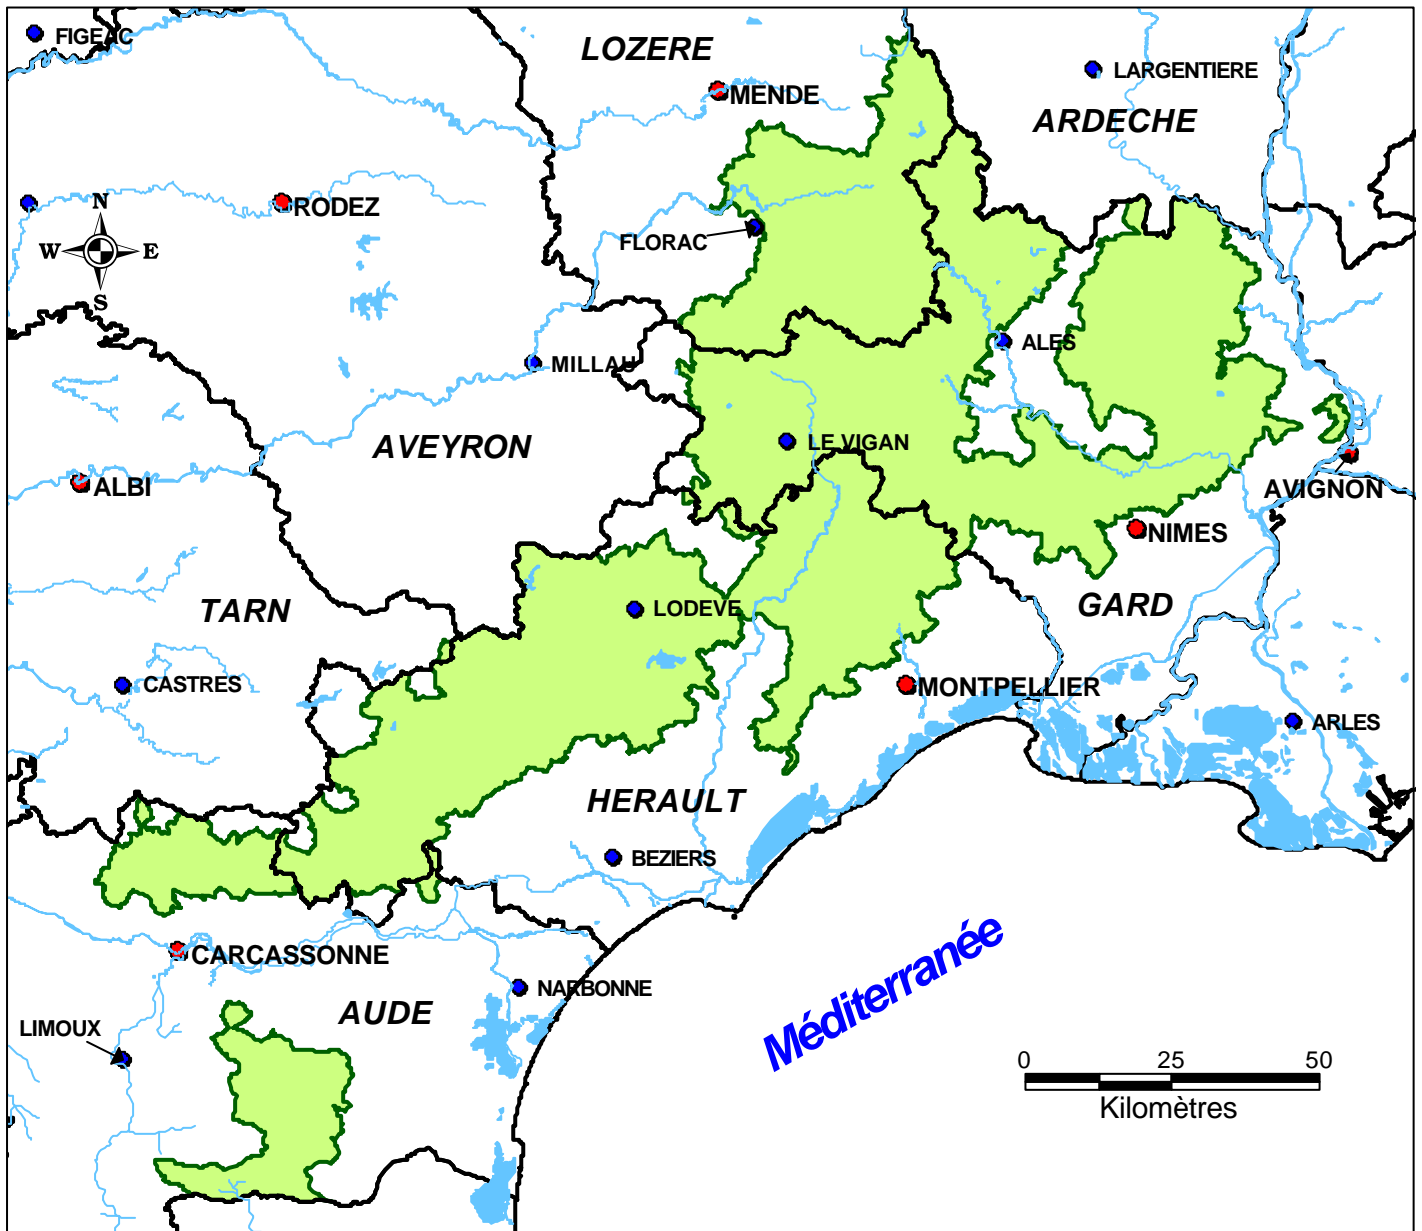 FIGEAC
LOZERE
MENDE
LARGENTIERE
ARDECHE
N
W E
S
RODEZ
FLORAC
MILLAU
ALES
AVEYRON
LE VIGAN
ALBI
AVIGNON
NIMES
TARN
LODEVE
GARD
CASTRES
MONTPELLIER
ARLES
HERAULT
BEZIERS
CARCASSONNE
Méditerranée
NARBONNE
AUDE
LIMOUX
0 25 50
Kilomètres